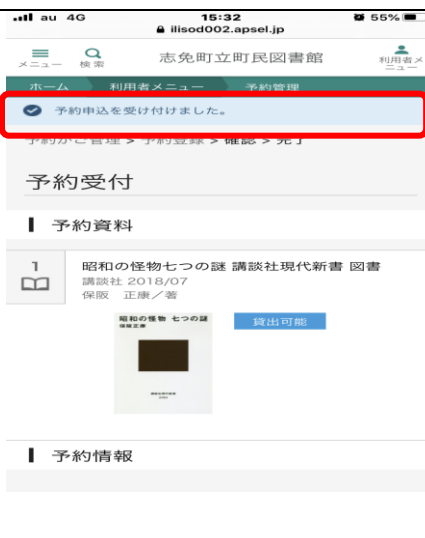 au 4G 15:32 55%
ilisod002.apsel.jp
メニュー 検索 志免町立町民図書館 利用者メニュー
ホーム 利用者メニュー 予約管理
予約申込を受け付けました。
予約かご管理 > 予約登録 > 確認 > 完了
予約受付
予約資料
1 昭和の怪物七つの謎 講談社現代新書 図書
講談社 2018/07
保阪 正康／著
昭和の怪物 七つの謎
保阪正康
貸出可能
予約情報